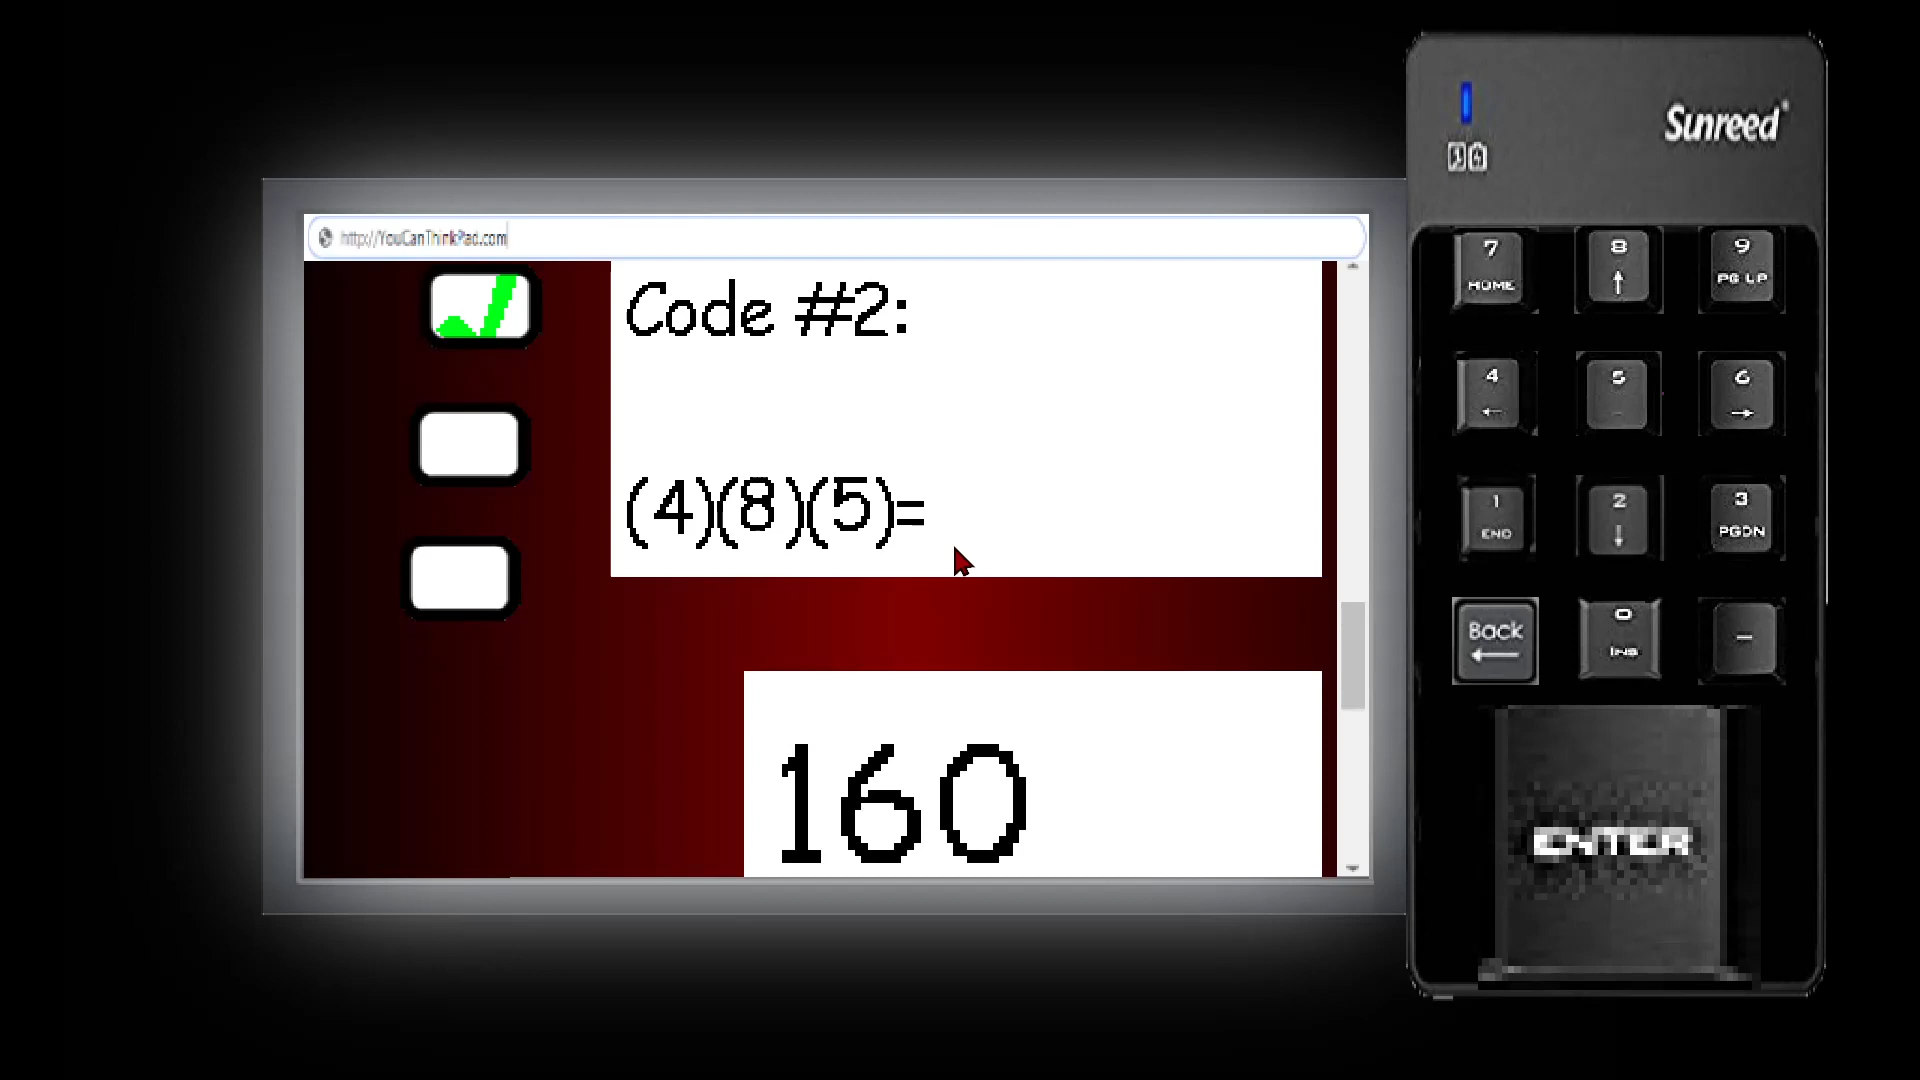 Sunreed®
http://YouCanThinkPad.com
Code #2:
(4)(8)(5)=
160
7 8 9
HOME ↑ PG UP
4 5 6
← →
1 2 3
END ↓ PGDN
Back 0 -
← INS
ENTER